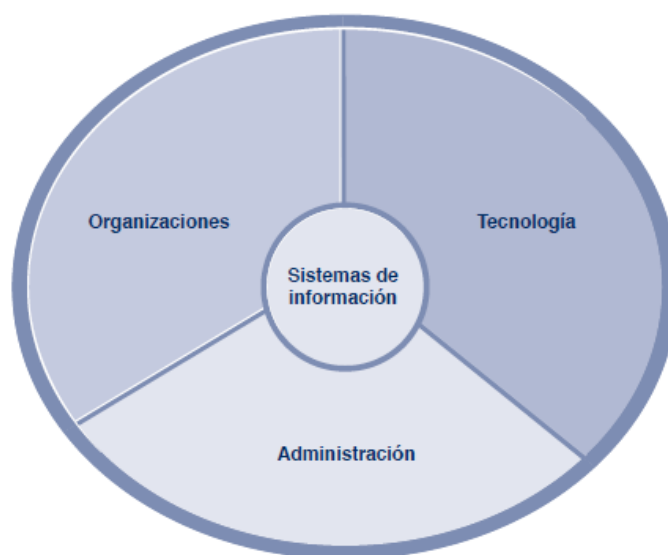 Organizaciones
Tecnología
Sistemas de
información
Administración